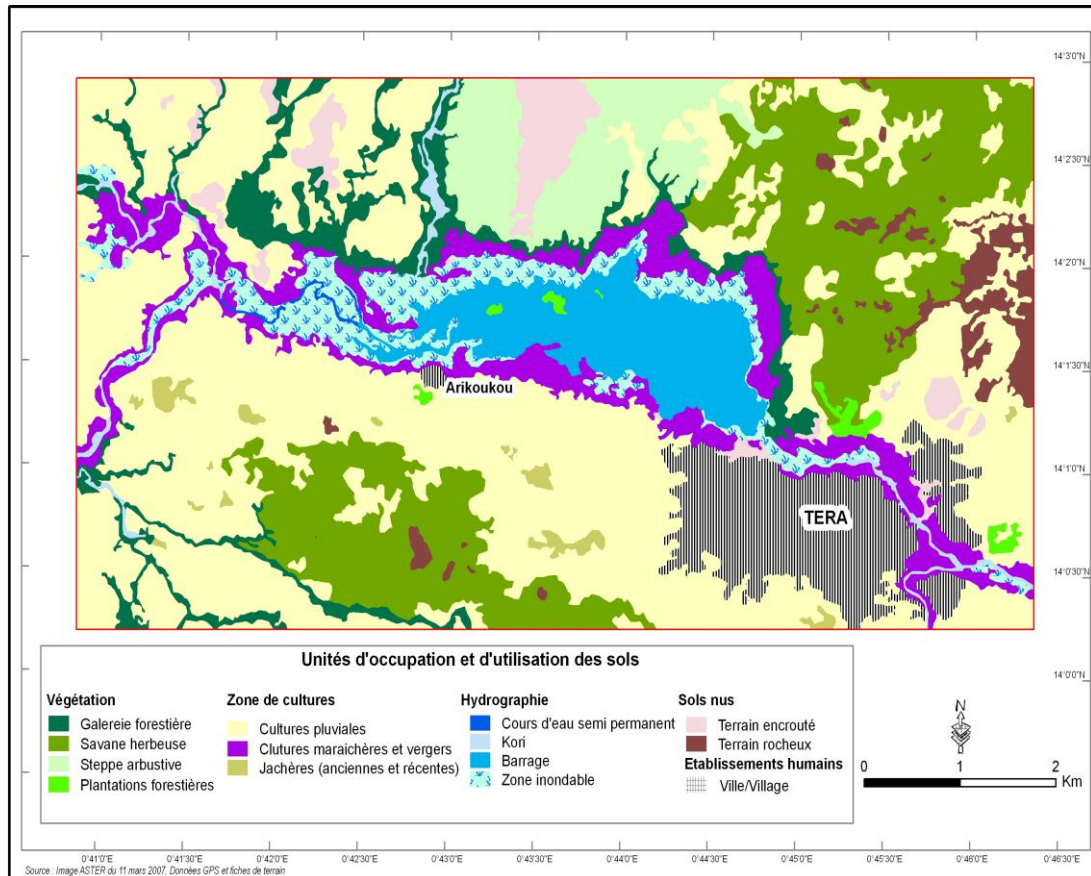 14°3'0"N
14°2'30"N
14°2'0"N
14°1'30"N
14°1'0"N
14°0'30"N
14°0'0"N
Arikoukou
TERA
Unités d'occupation et d'utilisation des sols
Végétation
Galereie forestière
Savane herbeuse
Steppe arbustive
Plantations forestières
Zone de cultures
Cultures pluviales
Clutures maraichères et vergers
Jachères (anciennes et récentes)
Hydrographie
Cours d'eau semi permanent
Kori
Barrage
Zone inondable
Sols nus
Terrain encrouté
Terrain rocheux
Etablissements humains
Ville/Village
N
0 1 2
Km
0°41'0"E 0°41'30"E 0°42'0"E 0°42'30"E 0°43'0"E 0°43'30"E 0°44'0"E 0°44'30"E 0°45'0"E 0°45'30"E 0°46'0"E 0°46'30"E
Source : Image ASTER du 11 mars 2007, Données GPS et fiches de terrain